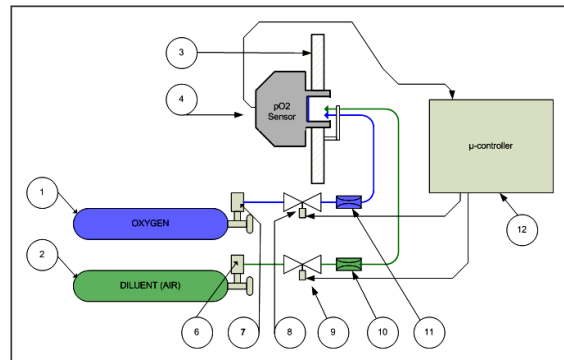 3
4
pO2
Sensor
μ-controller
1
OXYGEN
12
2
DILUENT (AIR)
6
7
8
9
10
11